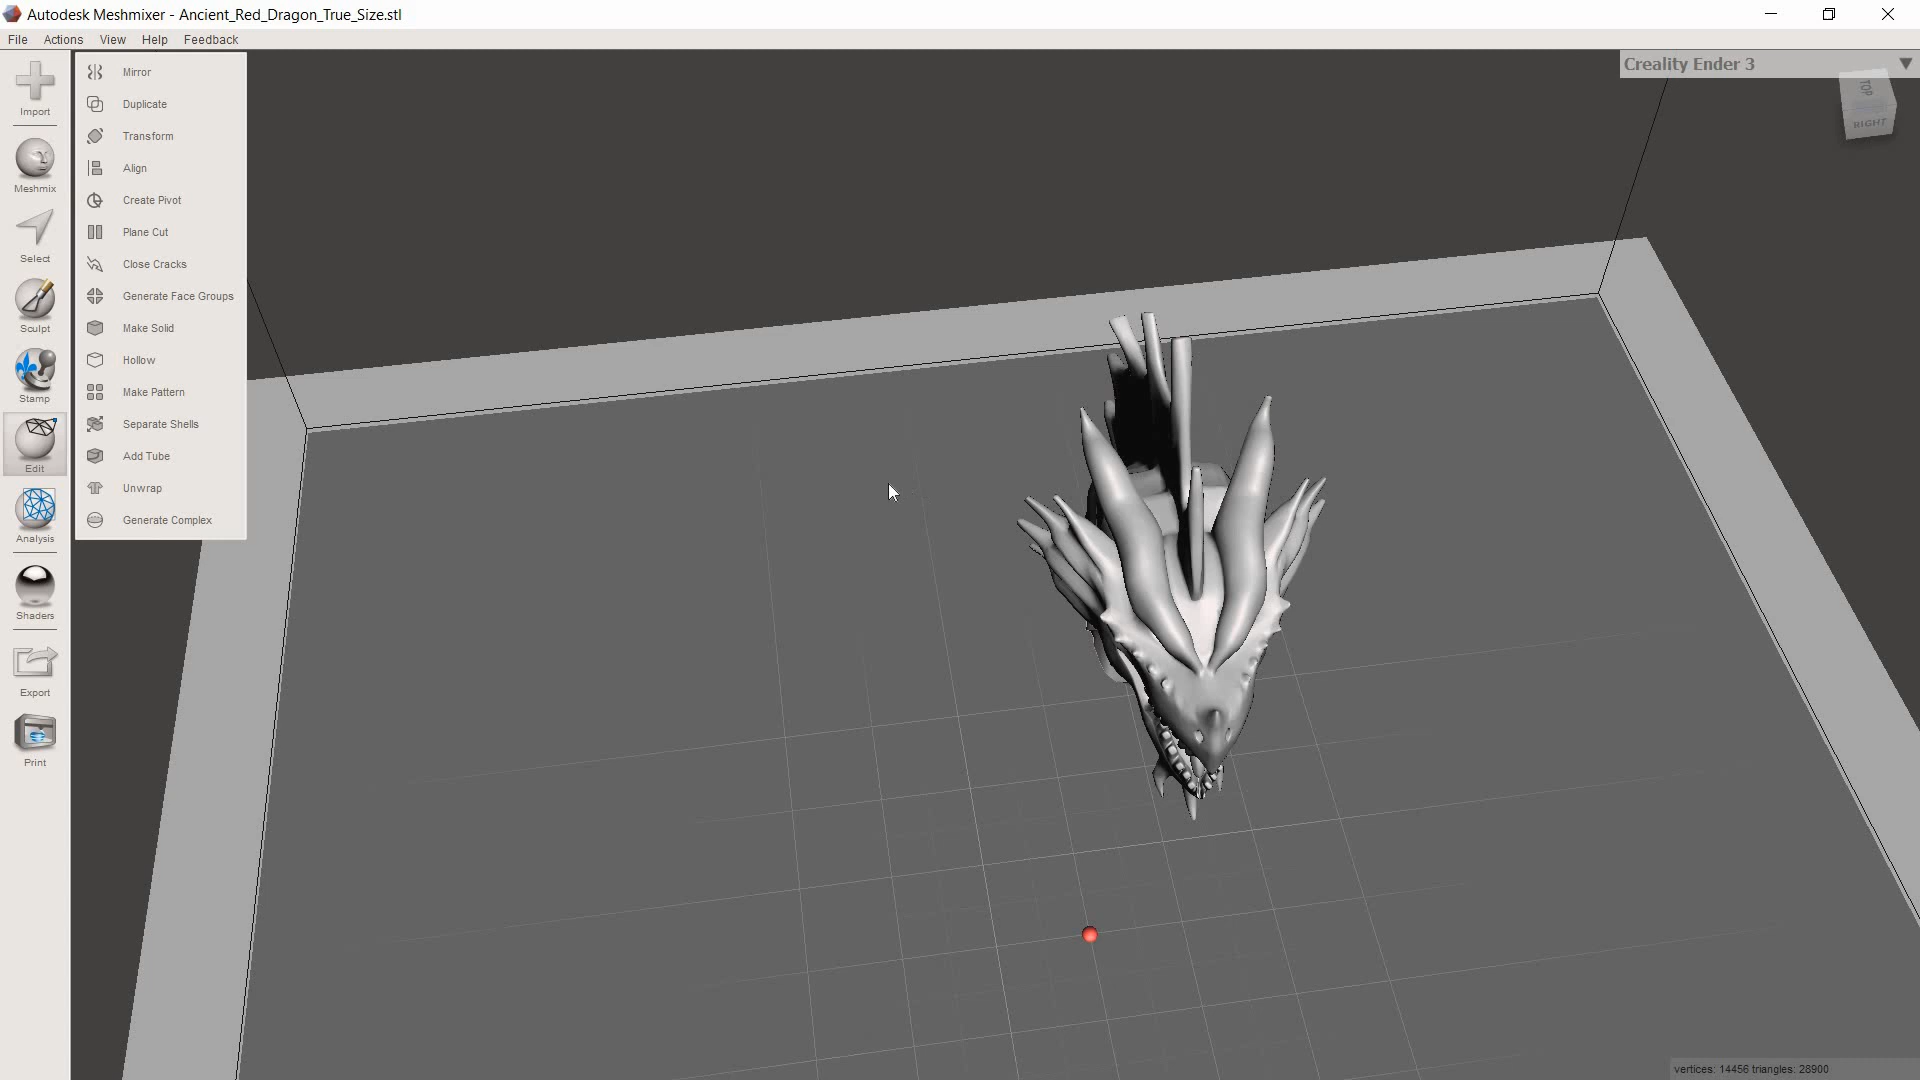 Autodesk Meshmixer - Ancient_Red_Dragon_True_Size.stl
File Actions View Help Feedback
Import
Meshmix
Select
Sculpt
Stamp
Edit
Analysis
Shaders
Export
Print
Mirror
Duplicate
Transform
Align
Create Pivot
Plane Cut
Close Cracks
Generate Face Groups
Make Solid
Hollow
Make Pattern
Separate Shells
Add Tube
Unwrap
Generate Complex
Creality Ender 3
TOP
RIGHT
vertices: 14456 triangles: 28900